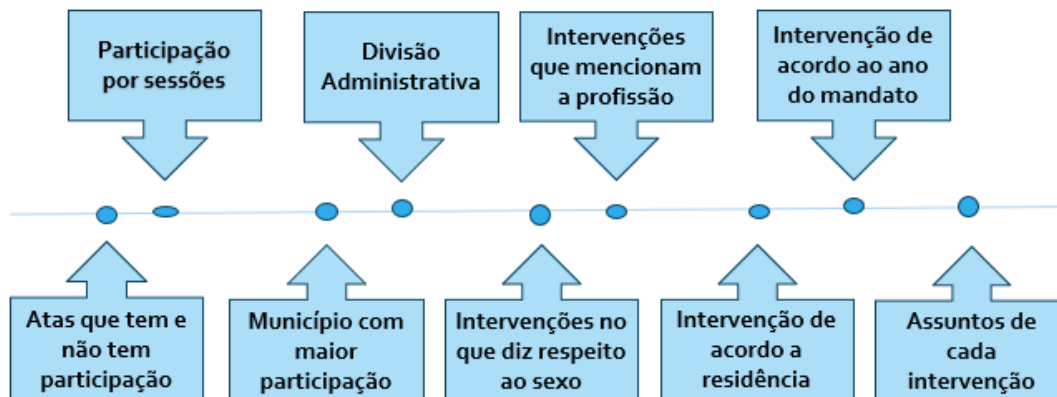 Participação
por sessões
Divisão
Administrativa
Intervenções
que mencionam
a profissão
Intervenção de
acordo ao ano
do mandato
Atas que tem e
não tem
participação
Município com
maior
participação
Intervenções no
que diz respeito
ao sexo
Intervenção de
acordo a
residência
Assuntos de
cada
intervenção